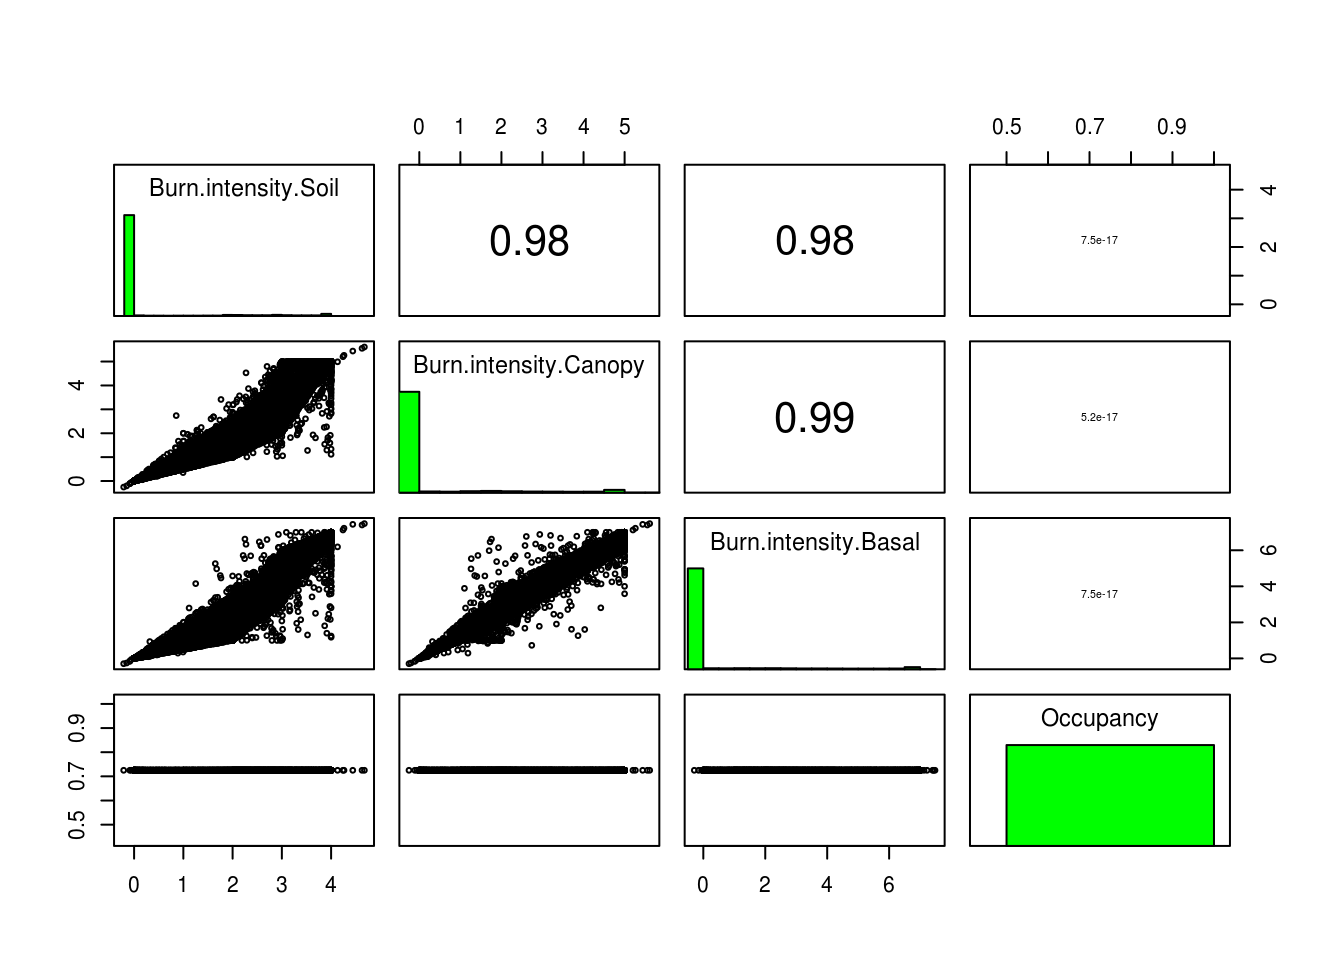 0 1 2 3 4 5
0.5 0.7 0.9
Burn.intensity.Soil
0.98
0.98
7.5e-17
4
2
0
4
2
0
Burn.intensity.Canopy
0.99
5.2e-17
Burn.intensity.Basal
7.5e-17
6
4
2
0
0.9
0.7
0.5
Occupancy
0 1 2 3 4
0 2 4 6